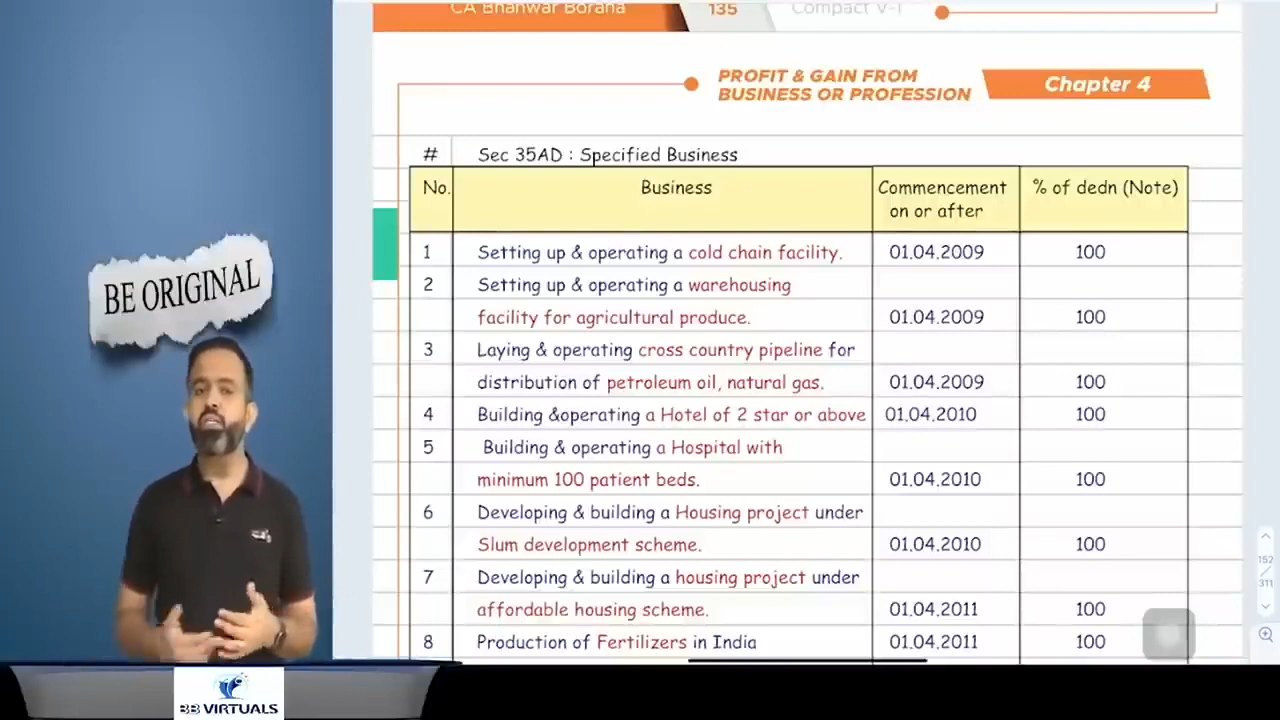 CA Bhanwar Borana
135
Compact V-1
PROFIT & GAIN FROM
BUSINESS OR PROFESSION
Chapter 4
# Sec 35AD : Specified Business
No. Business Commencement on or after % of dedn (Note)
1 Setting up & operating a cold chain facility. 01.04.2009 100
2 Setting up & operating a warehousing
facility for agricultural produce. 01.04.2009 100
3 Laying & operating cross country pipeline for
distribution of petroleum oil, natural gas. 01.04.2009 100
4 Building &operating a Hotel of 2 star or above 01.04.2010 100
5 Building & operating a Hospital with
minimum 100 patient beds. 01.04.2010 100
6 Developing & building a Housing project under
Slum development scheme. 01.04.2010 100
7 Developing & building a housing project under
affordable housing scheme. 01.04.2011 100
8 Production of Fertilizers in India 01.04.2011 100
BE ORIGINAL
BB VIRTUALS
152
/
311